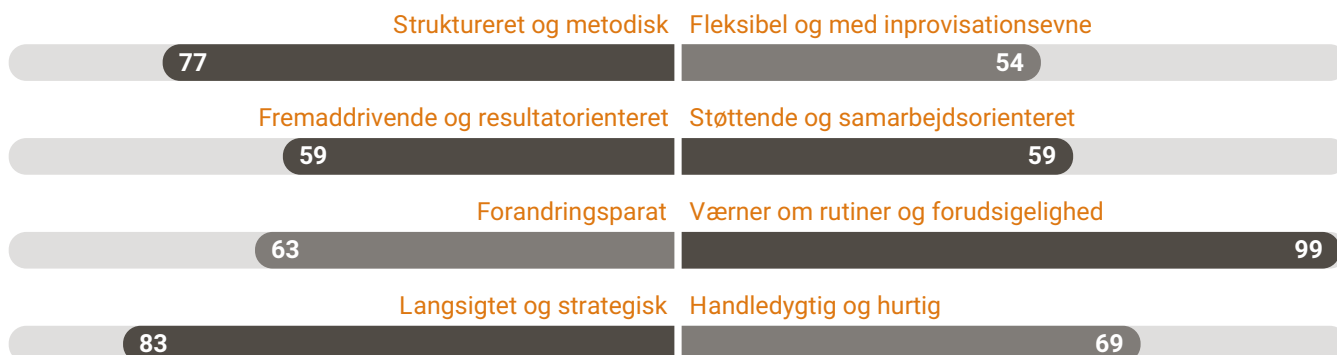 Struktureret og metodisk Fleksibel og med inprovisationsevne
77 54
Fremaddrivende og resultatorienteret Støttende og samarbejdsorienteret
59 59
Forandringsparat Værner om rutiner og forudsigelighed
63 99
Langsigtet og strategisk Handledygtig og hurtig
83 69